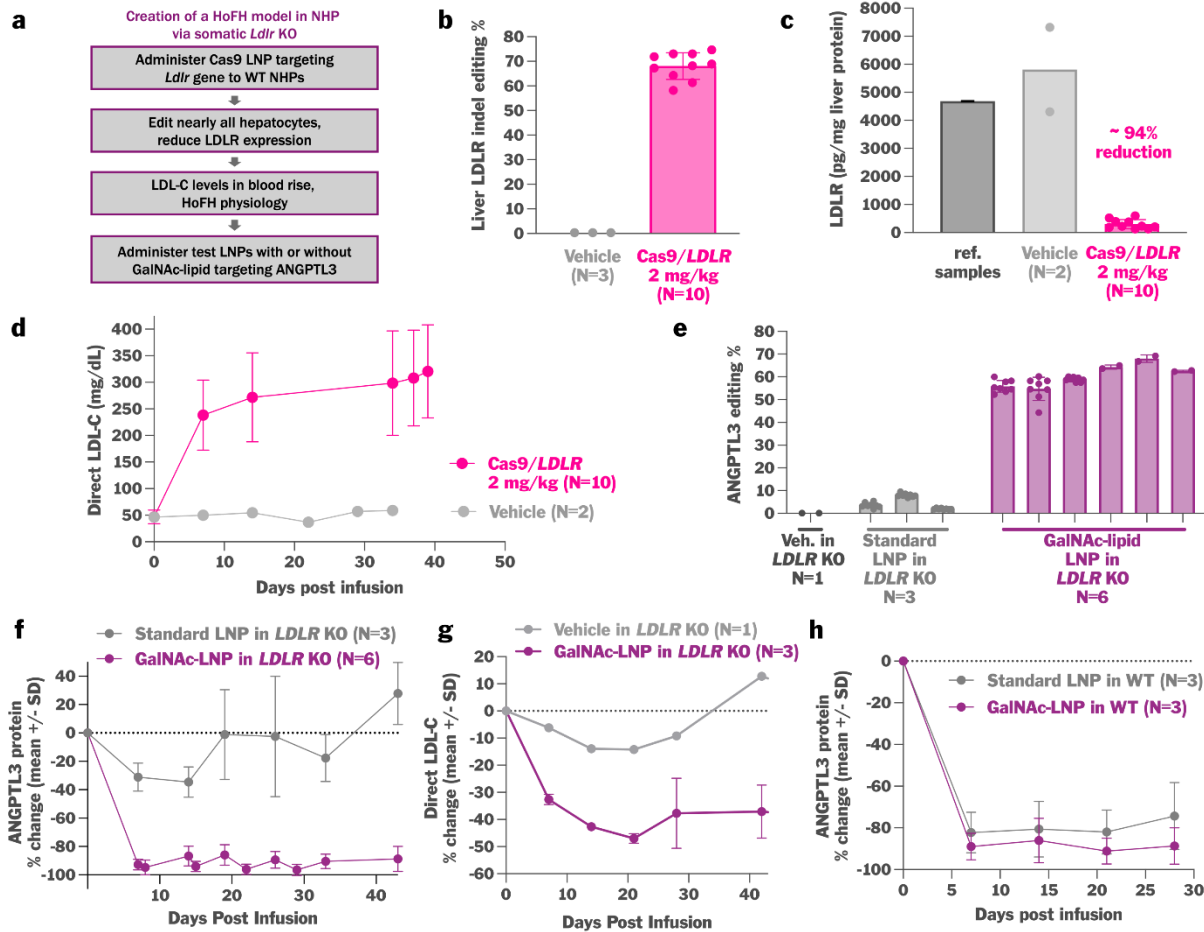 a
Creation of a HoFH model in NHP
via somatic Ldlr KO
Administer Cas9 LNP targeting
Ldlr gene to WT NHPs
Edit nearly all hepatocytes,
reduce LDLR expression
LDL-C levels in blood rise,
HoFH physiology
Administer test LNPs with or without
GalNAc-lipid targeting ANGPTL3
b
Liver LDLR indel editing %
80
70
60
50
40
30
20
10
0
Vehicle
(N=3)
Cas9/LDLR
2 mg/kg
(N=10)
c
LDLR (pg/mg liver protein)
8000
7000
6000
5000
4000
3000
2000
1000
0
~ 94%
reduction
ref.
samples
Vehicle
(N=2)
Cas9/LDLR
2 mg/kg
(N=10)
d
Direct LDL-C (mg/dL)
400
350
300
250
200
150
100
50
0
0
10
20
30
40
50
Days post infusion
Cas9/LDLR
2 mg/kg (N=10)
Vehicle (N=2)
e
ANGPTL3 editing %
80
70
60
50
40
30
20
10
0
Veh. in
LDLR KO
N=1
Standard
LNP in
LDLR KO
N=3
GalNAc-lipid
LNP in
LDLR KO
N=6
f
Standard LNP in LDLR KO (N=3)
GalNAc-LNP in LDLR KO (N=6)
ANGPTL3 protein
% change (mean +/- SD)
40
20
0
-20
-40
-60
-80
-100
0
10
20
30
40
Days Post Infusion
g
Vehicle in LDLR KO (N=1)
GalNAc-LNP in LDLR KO (N=3)
Direct LDL-C
% change (mean +/- SD)
20
10
0
-10
-20
-30
-40
-50
-60
0
10
20
30
40
Days Post Infusion
h
Standard LNP in WT (N=3)
GalNAc-LNP in WT (N=3)
ANGPTL3 protein
% change (mean +/- SD)
0
-20
-40
-60
-80
-100
0
5
10
15
20
25
30
Days post infusion